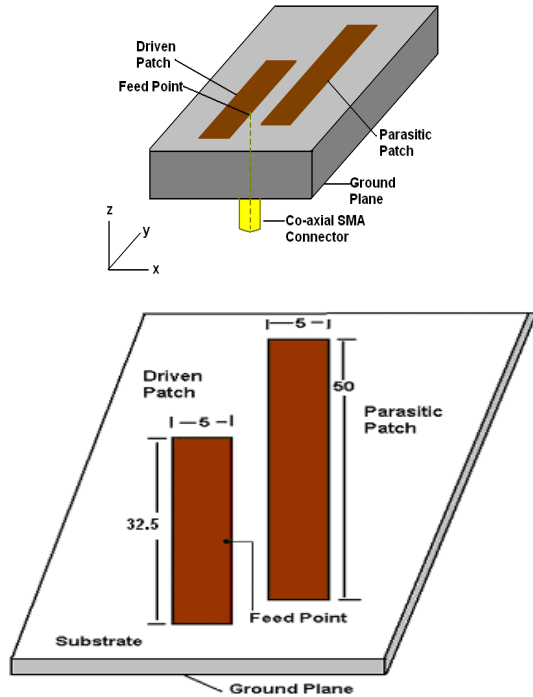 Driven
Patch
Feed Point
Parasitic
Patch
Ground
Plane
Co-axial SMA
Connector
z
y
x
5
50
Driven
Patch
Parasitic
Patch
5
32.5
Feed Point
Substrate
Ground Plane